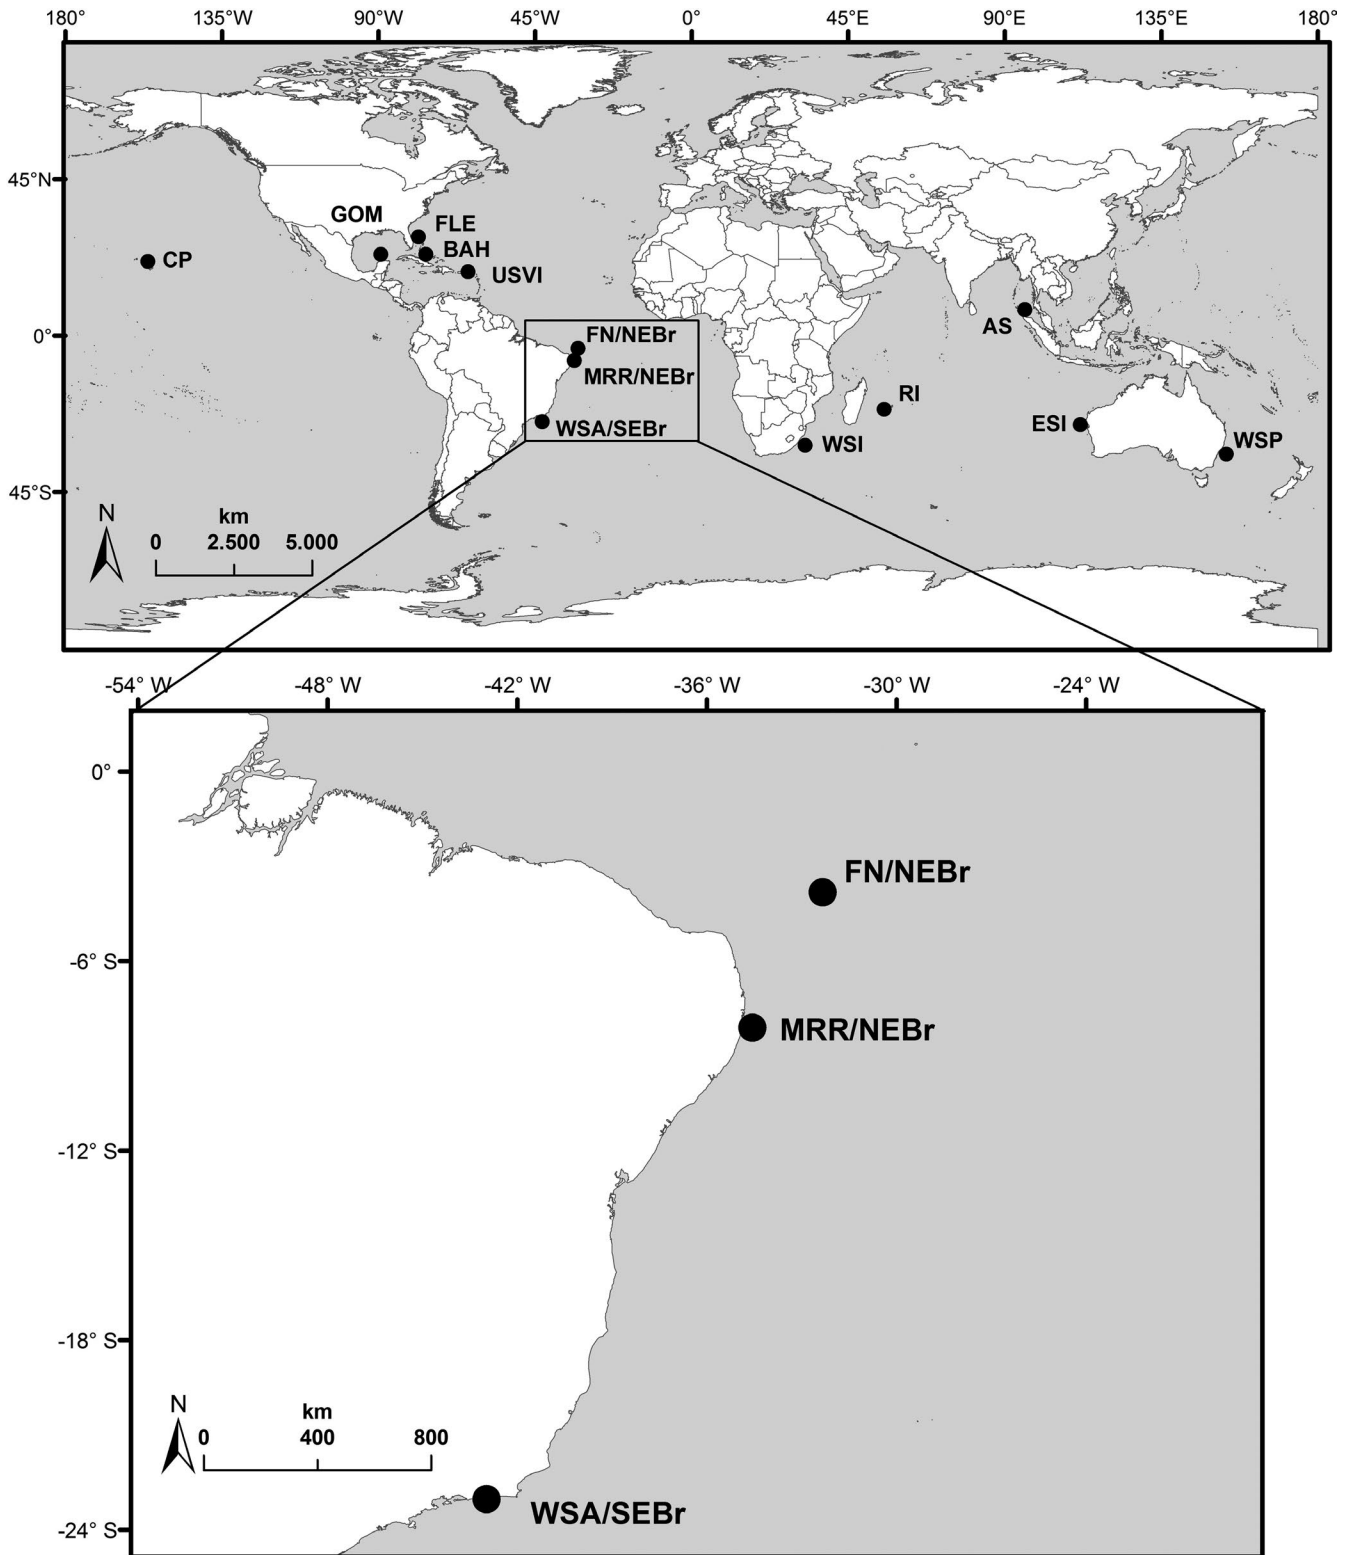 180° 135°W 90°W 45°W 0° 45°E 90°E 135°E 180°
45°N
GOM
FLE
BAH
CP
USVI
0°
FN/NEBr
AS
MRR/NEBr
RI
ESI
WSA/SEBr
WSI
WSP
45°S
N
km
0 2.500 5.000
-54° W -48° W -42° W -36° W -30° W -24° W
0°
FN/NEBr
-6° S
MRR/NEBr
-12° S
-18° S
N
km
0 400 800
WSA/SEBr
-24° S